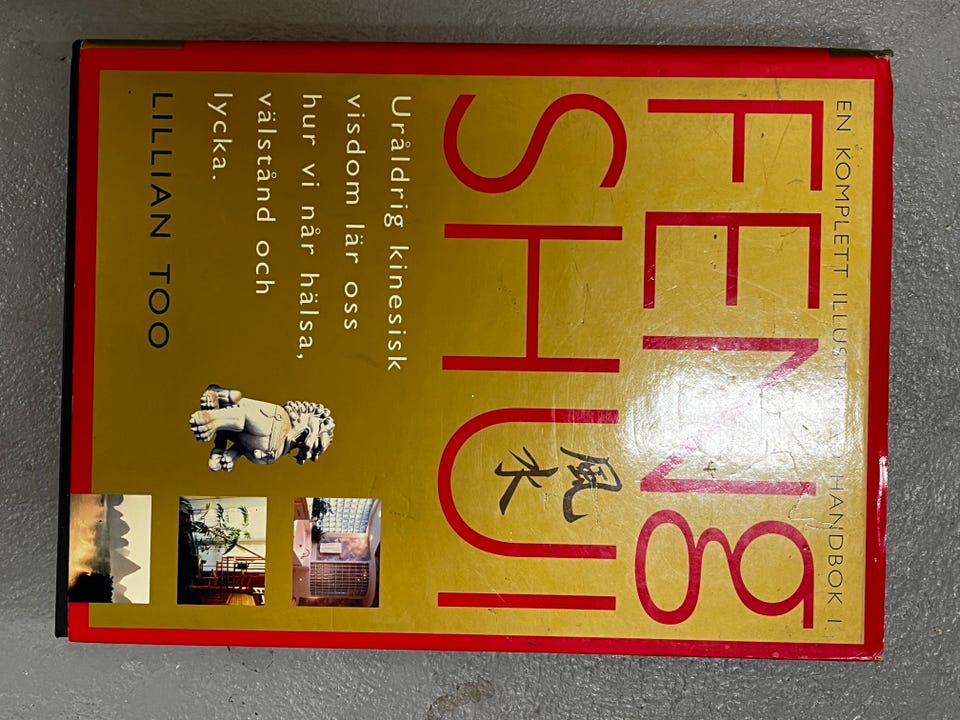 EN KOMPLETT ILLUSTRERAD HANDBOK I
FENG
SHUI
風水
Uråldrig kinesisk
visdom lär oss
hur vi når hälsa,
välstånd och
lycka.
LILLIAN TOO